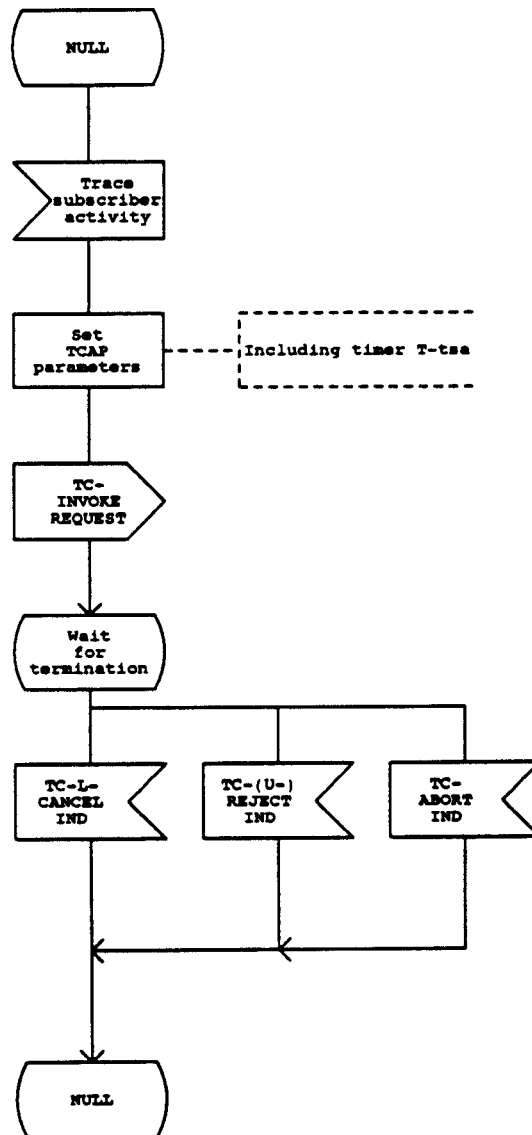 NULL
Trace
subscriber
activity
Set
TCAP
parameters
Including timer T-tsa
TC-
INVOKE
REQUEST
Wait
for
termination
TC-L-
CANCEL
IND
TC-(U-)
REJECT
IND
TC-
ABORT
IND
NULL